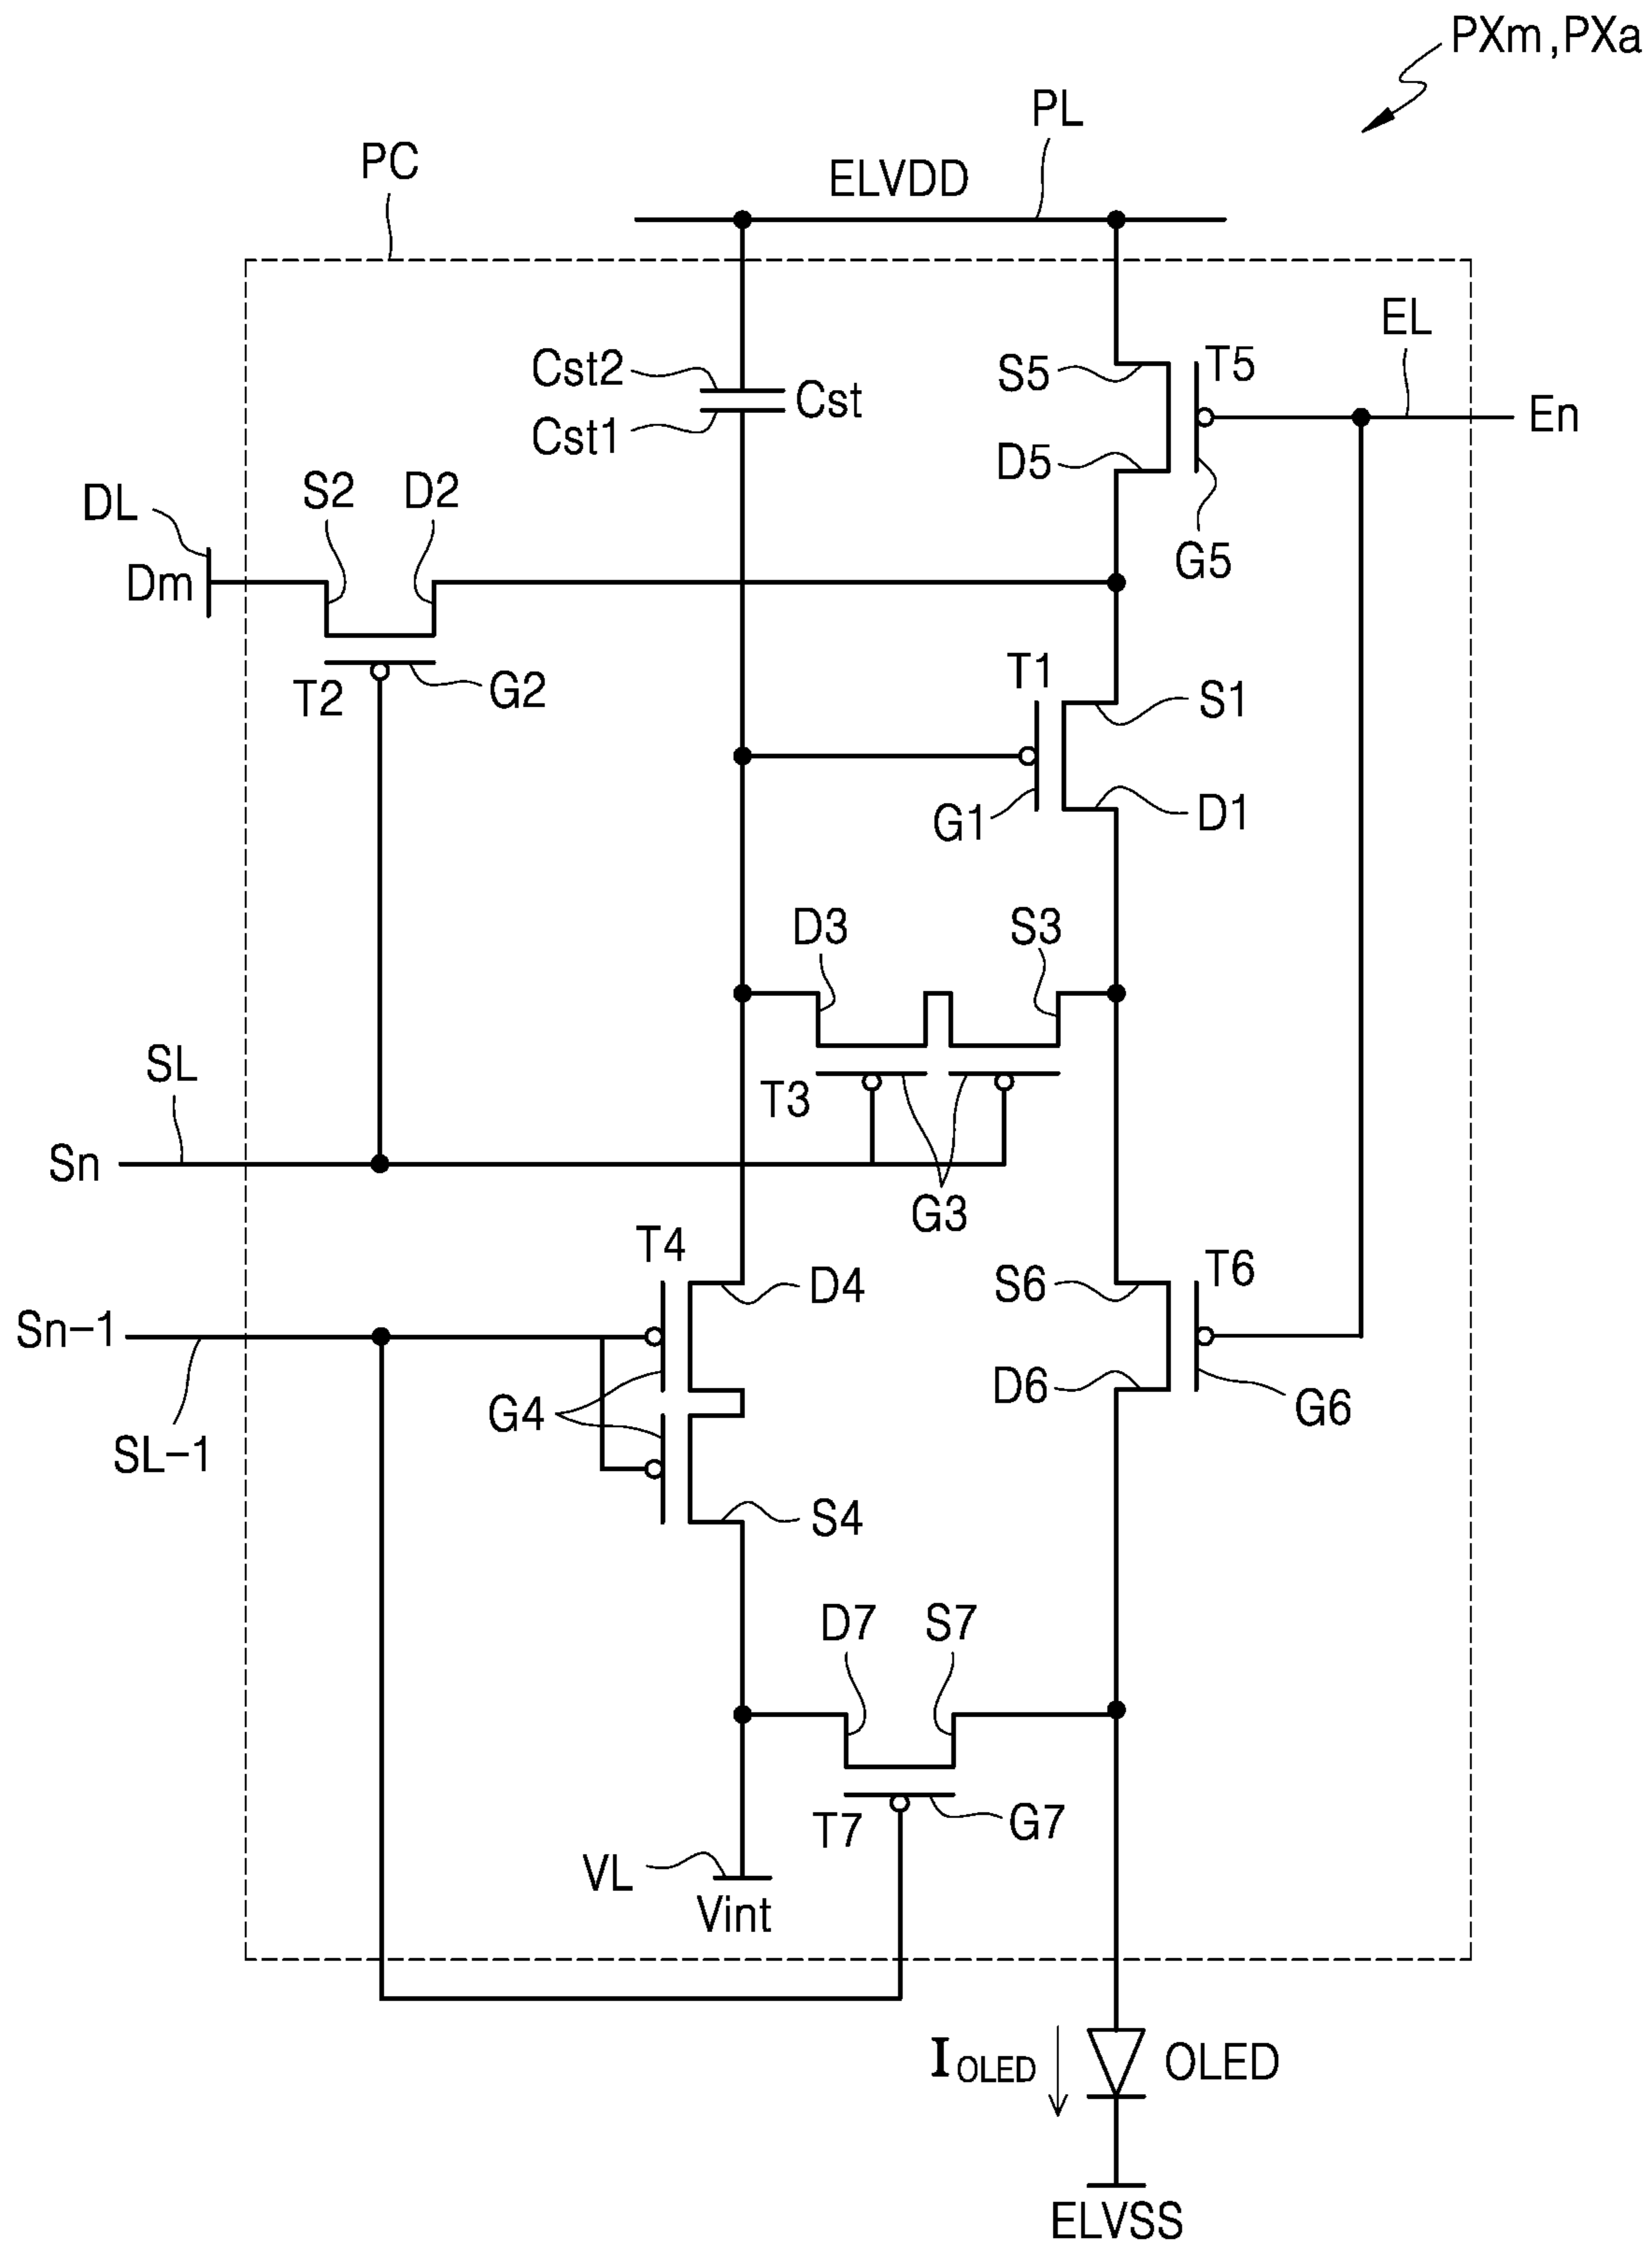 PXm,PXa
PL
PC
ELVDD
EL
Cst2
Cst
S5
T5
En
Cst1
D5
S2
D2
DL
G5
Dm
T1
T2
G2
S1
G1
D1
D3
S3
SL
T3
Sn
G3
T4
D4
S6
T6
Sn-1
G4
D6
G6
SL-1
S4
D7
S7
T7
G7
VL
Vint
IOLED
OLED
ELVSS